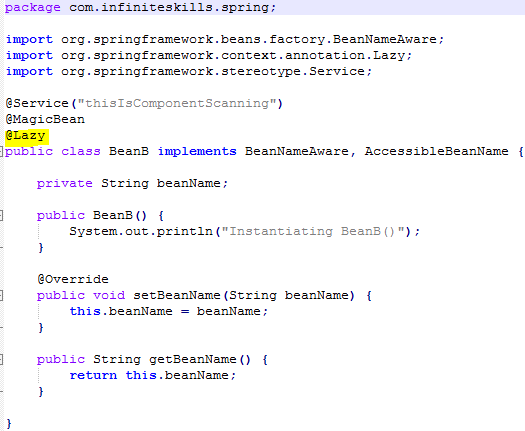 package com.infiniteskills.spring;
import org.springframework.beans.factory.BeanNameAware;
import org.springframework.context.annotation.Lazy;
import org.springframework.stereotype.Service;
@Service("thisIsComponentScanning")
@MagicBean
@Lazy
public class BeanB implements BeanNameAware, AccessibleBeanName {
private String beanName;
public BeanB() {
System.out.println("Instantiating BeanB()");
}
@Override
public void setBeanName(String beanName) {
this.beanName = beanName;
}
public String getBeanName() {
return this.beanName;
}
}